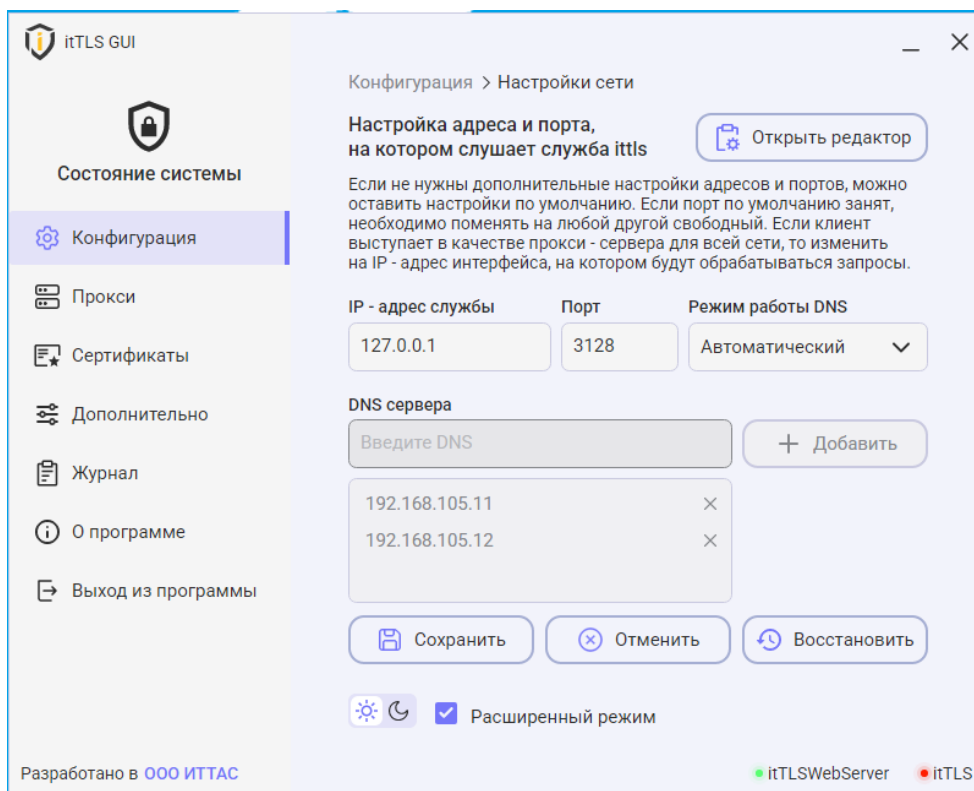 itTLS GUI
Состояние системы
Конфигурация
Прокси
Сертификаты
Дополнительно
Журнал
О программе
Выход из программы
Разработано в ООО ИТТАС
Конфигурация > Настройки сети
Настройка адреса и порта,
на котором слушает служба ittls
Открыть редактор
Если не нужны дополнительные настройки адресов и портов, можно
оставить настройки по умолчанию. Если порт по умолчанию занят,
необходимо поменять на любой другой свободный. Если клиент
выступает в качестве прокси - сервера для всей сети, то изменить
на IP - адрес интерфейса, на котором будут обрабатываться запросы.
IP - адрес службы Порт Режим работы DNS
127.0.0.1 3128 Автоматический
DNS сервера
Введите DNS Добавить
192.168.105.11
192.168.105.12
Сохранить Отменить Восстановить
Расширенный режим
itTLSWebServer itTLS